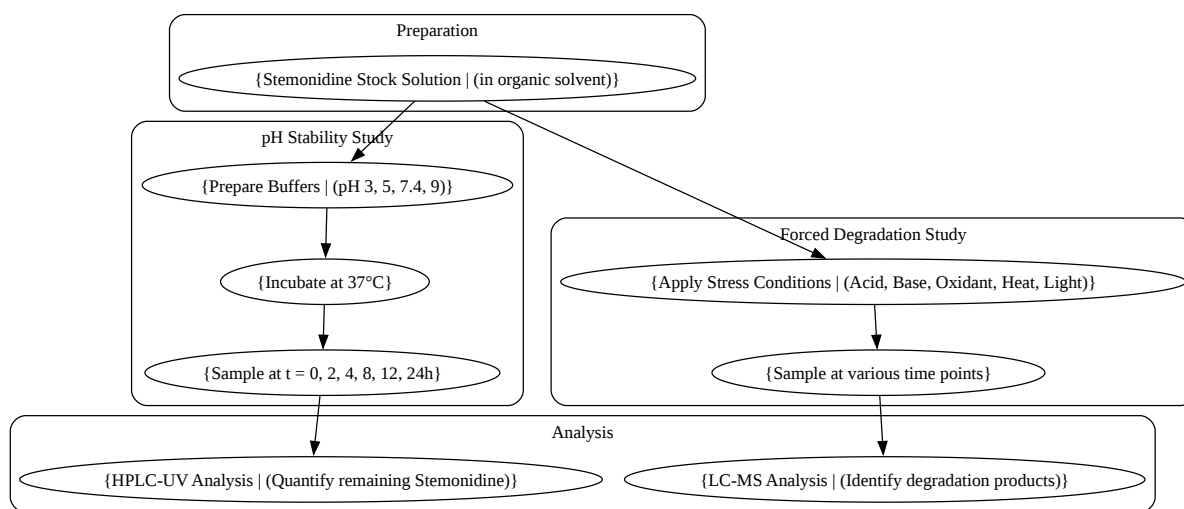 Preparation
{Stemonidine Stock Solution | (in organic solvent)}
pH Stability Study
{Prepare Buffers | (pH 3, 5, 7.4, 9)}
{Incubate at 37°C}
{Sample at t = 0, 2, 4, 8, 12, 24h}
Forced Degradation Study
{Apply Stress Conditions | (Acid, Base, Oxidant, Heat, Light)}
{Sample at various time points}
Analysis
{HPLC-UV Analysis | (Quantify remaining Stemonidine)}
{LC-MS Analysis | (Identify degradation products)}